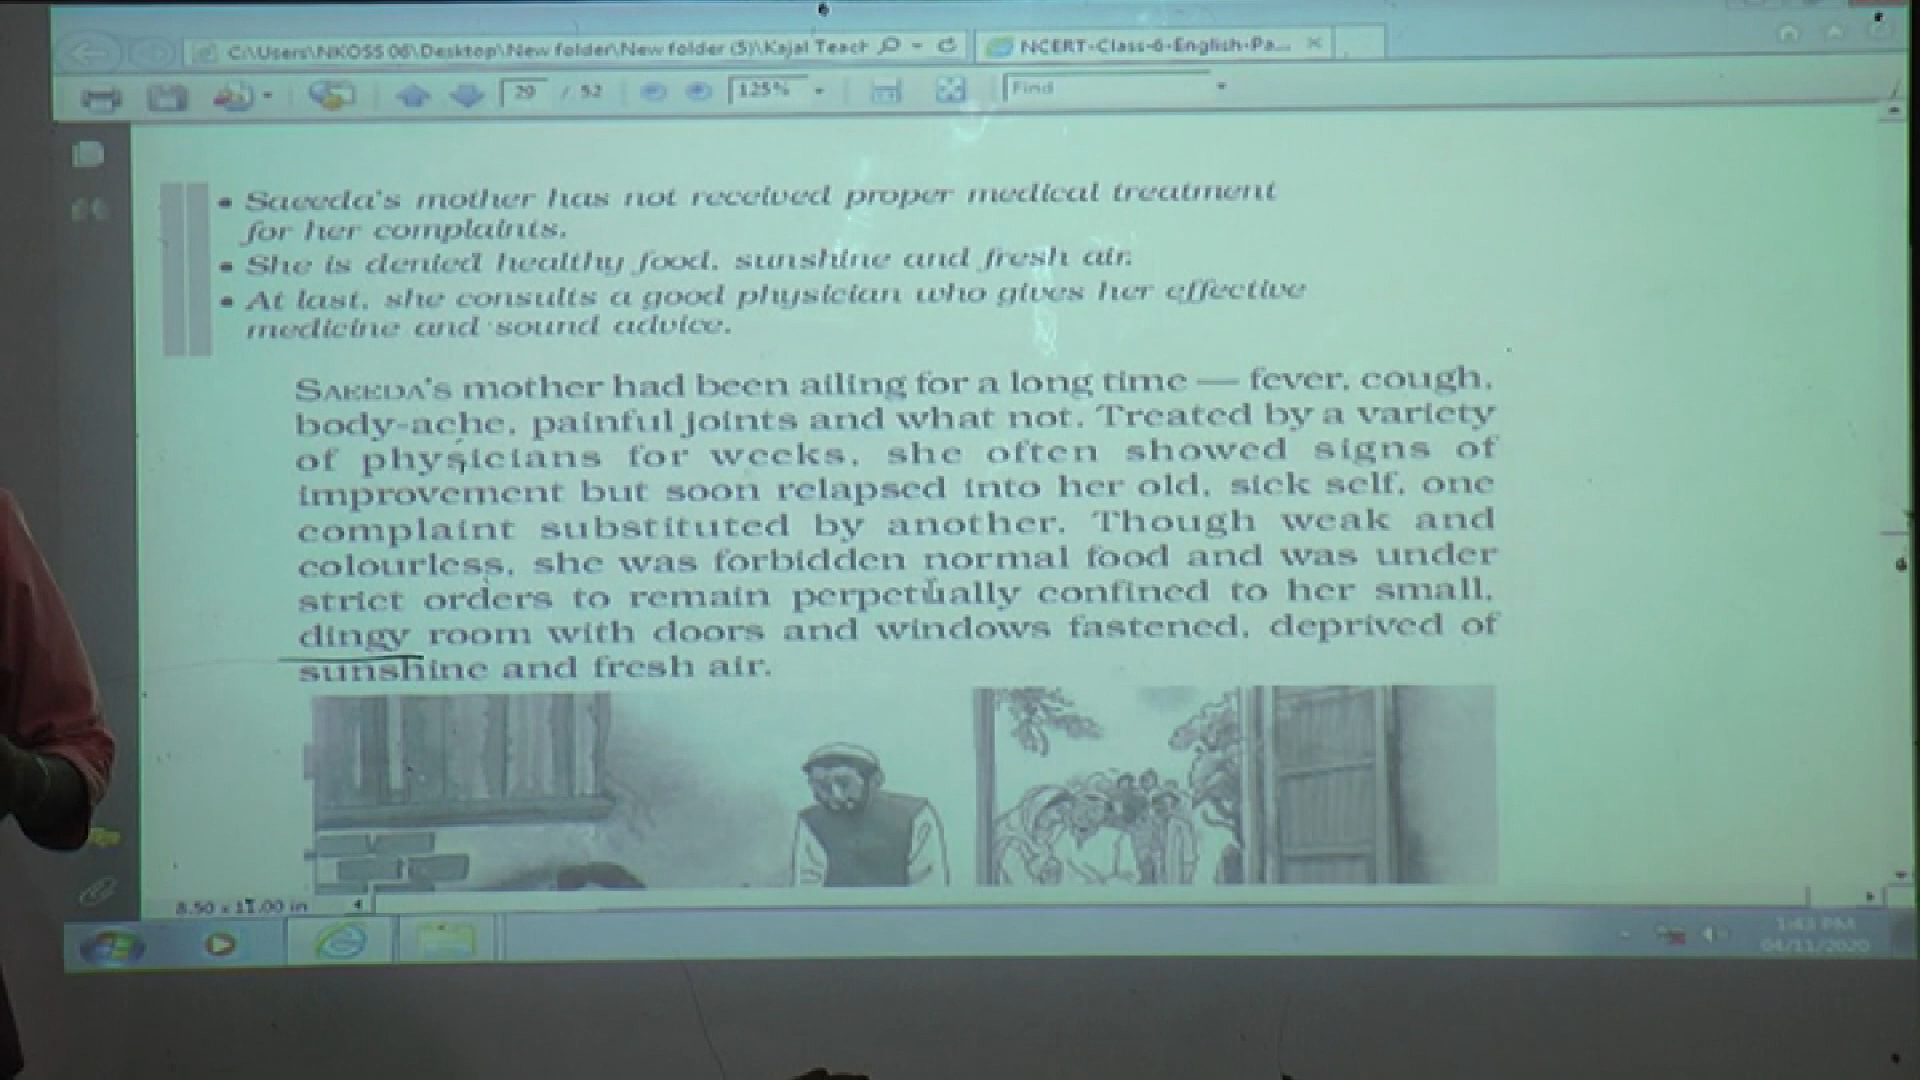 C:\Users\NKOSS 06\Desktop\New folder\New folder (5)\Kajal Teach
NCERT-Class-6-English-Pa...
29 / 52
125%
Find
• Saeeda's mother has not received proper medical treatment
for her complaints.
• She is denied healthy food, sunshine and fresh air.
• At last, she consults a good physician who gives her effective
medicine and sound advice.
SAEEDA'S mother had been ailing for a long time — fever, cough,
body-ache, painful joints and what not. Treated by a variety
of physicians for weeks, she often showed signs of
improvement but soon relapsed into her old, sick self, one
complaint substituted by another. Though weak and
colourless, she was forbidden normal food and was under
strict orders to remain perpetually confined to her small,
dingy room with doors and windows fastened, deprived of
sunshine and fresh air.
8.50 x 11.00 in
1:43 PM
04/11/2020